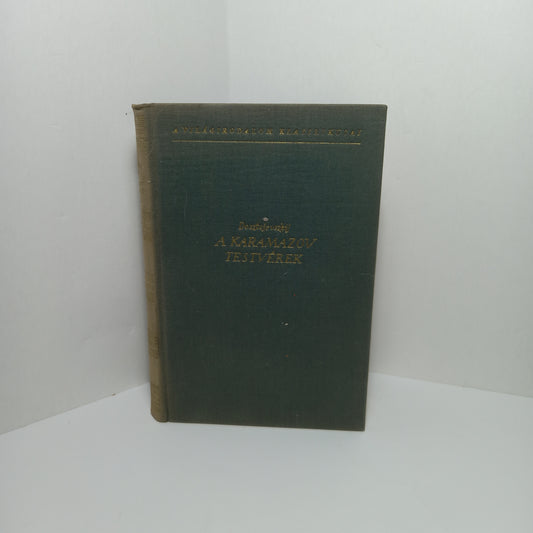 A VILÁGIRODALOM KLASSZIKUSAI
Dosztojevszkij
A KARAMAZOV
TESTVÉREK